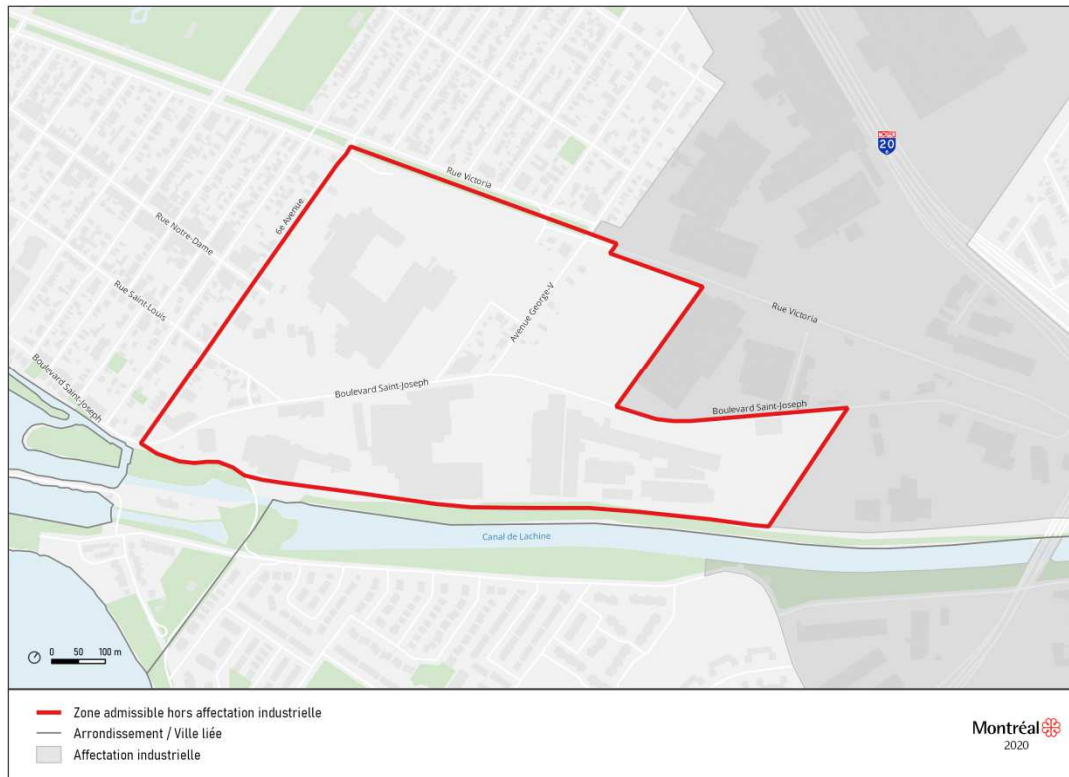 20
Rue Victoria
6e Avenue
Rue Notre-Dame
Rue Saint-Louis
Avenue George-V
Rue Victoria
Boulevard Saint-Joseph
Boulevard Saint-Joseph
Boulevard Saint-Joseph
Canal de Lachine
0 50 100 m
Zone admissible hors affectation industrielle
Arrondissement / Ville liée
Affectation industrielle
Montréal
2020